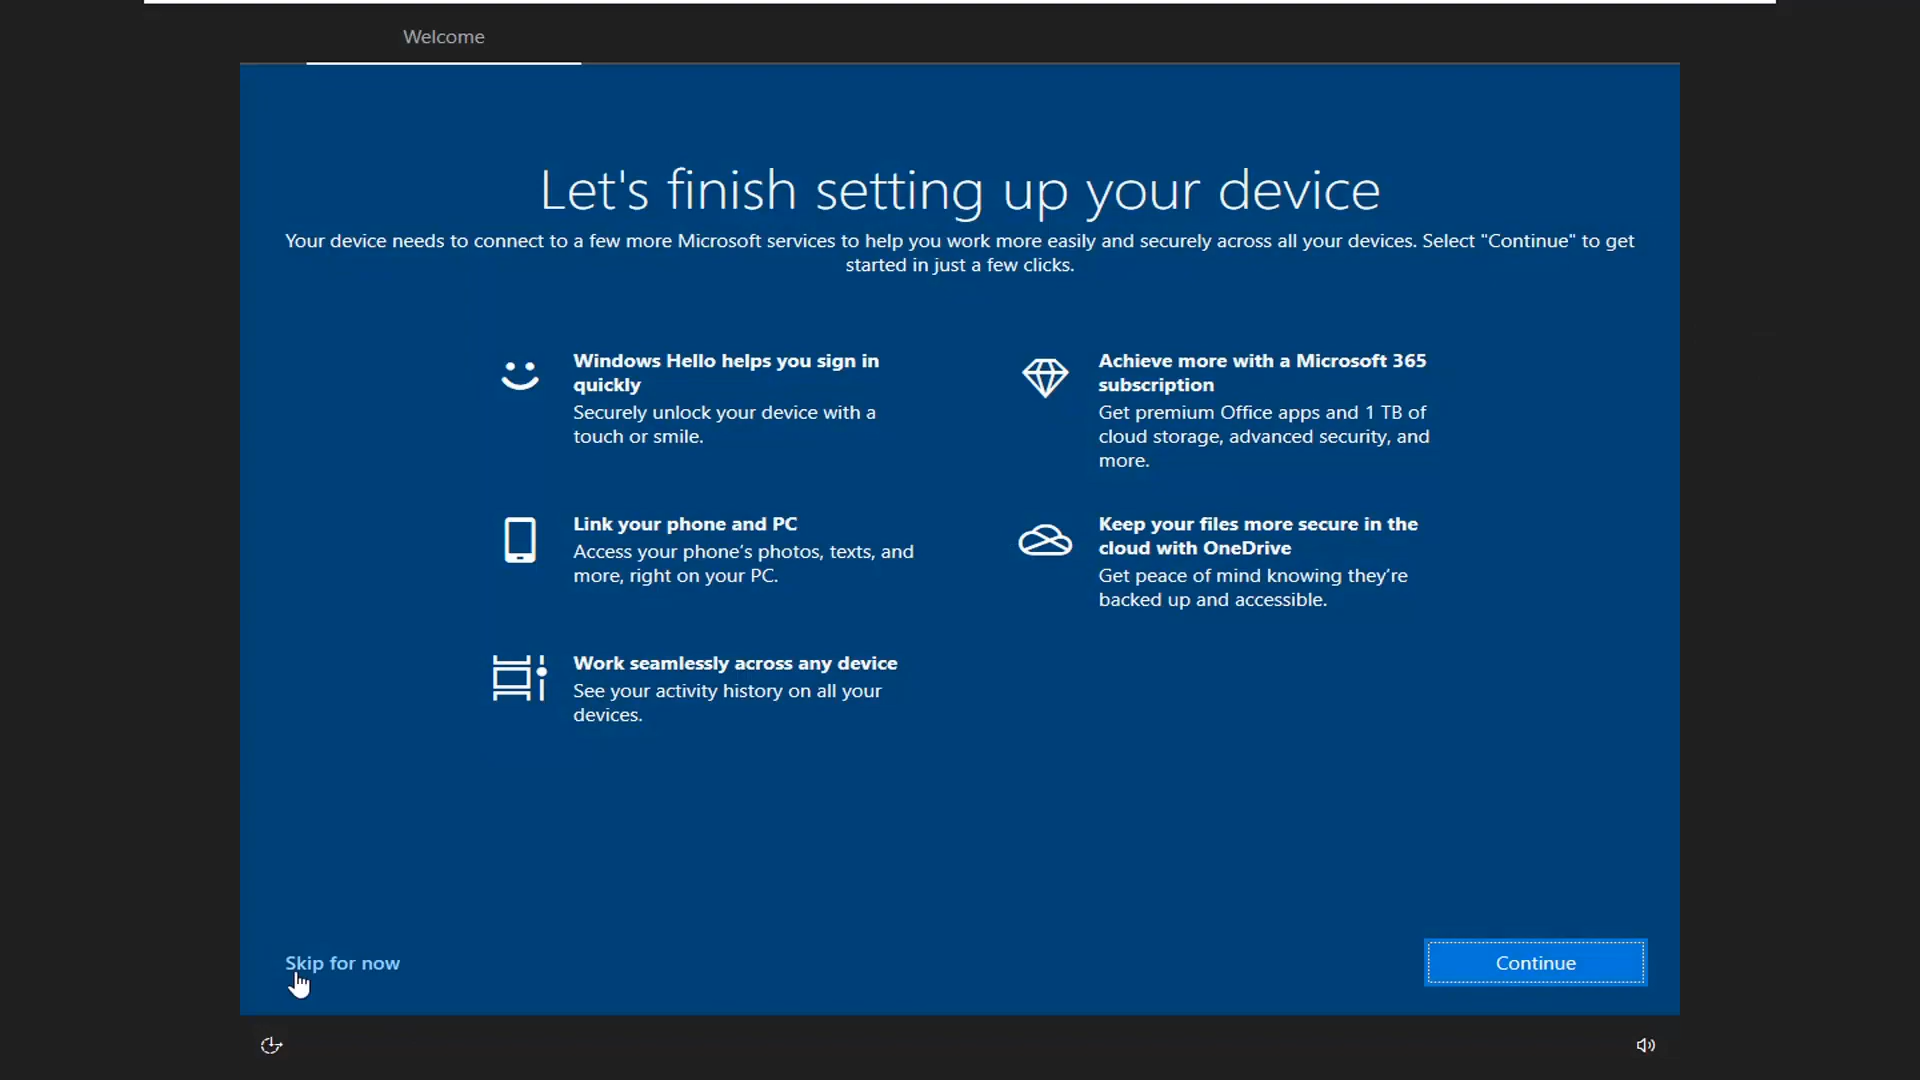 Welcome
Let's finish setting up your device
Your device needs to connect to a few more Microsoft services to help you work more easily and securely across all your devices. Select "Continue" to get
started in just a few clicks.
Windows Hello helps you sign in
quickly
Securely unlock your device with a
touch or smile.
Achieve more with a Microsoft 365
subscription
Get premium Office apps and 1 TB of
cloud storage, advanced security, and
more.
Link your phone and PC
Access your phone’s photos, texts, and
more, right on your PC.
Keep your files more secure in the
cloud with OneDrive
Get peace of mind knowing they’re
backed up and accessible.
Work seamlessly across any device
See your activity history on all your
devices.
Skip for now
Continue